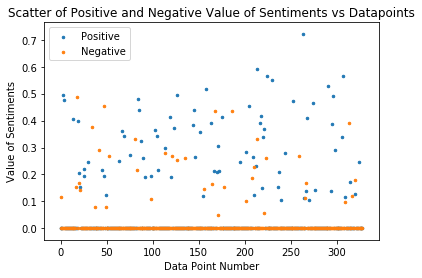 Scatter of Positive and Negative Value of Sentiments vs Datapoints
Positive
Negative
Value of Sentiments
0.7
0.6
0.5
0.4
0.3
0.2
0.1
0.0
0 50 100 150 200 250 300
Data Point Number